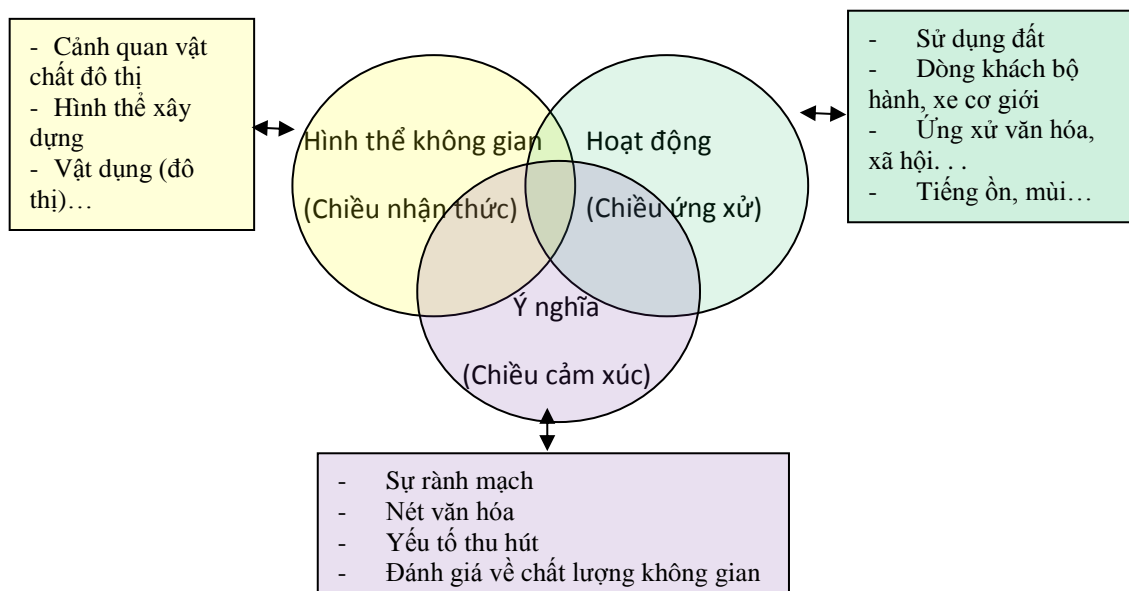 - Cảnh quan vật
chất đô thị
- Hình thể xây
dựng
- Vật dụng (đô
thị)…
Hình thể không gian
(Chiều nhận thức)
Hoạt động
(Chiều ứng xử)
Ý nghĩa
(Chiều cảm xúc)
- Sử dụng đất
- Dòng khách bộ
hành, xe cơ giới
- Ứng xử văn hóa,
xã hội. . .
- Tiếng ồn, mùi…
- Sự rành mạch
- Nét văn hóa
- Yếu tố thu hút
- Đánh giá về chất lượng không gian